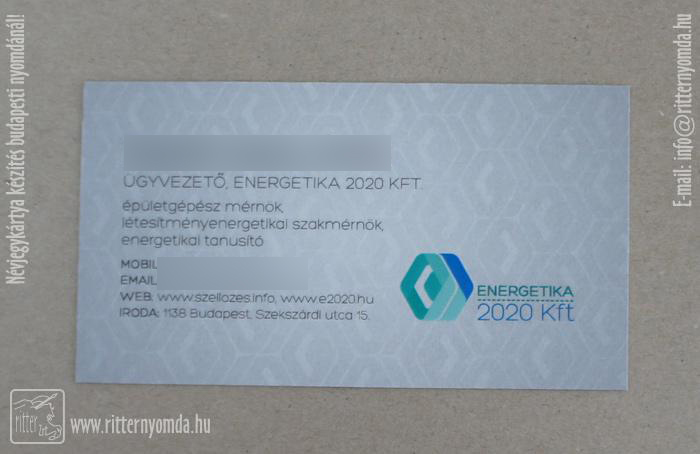 Névjegykártya készítés budapesti nyomdánál!
E-mail: info@ritternyomda.hu
ÜGYVEZETŐ, ENERGETIKA 2020 KFT.
épületgépész mérnök,
létesítményenergetikai szakmérnök,
energetikai tanusító
MOBIL
EMAIL
WEB: www.szellozes.info, www.e2020.hu
IRODA: 1138 Budapest, Szekszárdi utca 15.
ENERGETIKA
2020 Kft
ritter
www.ritternyomda.hu